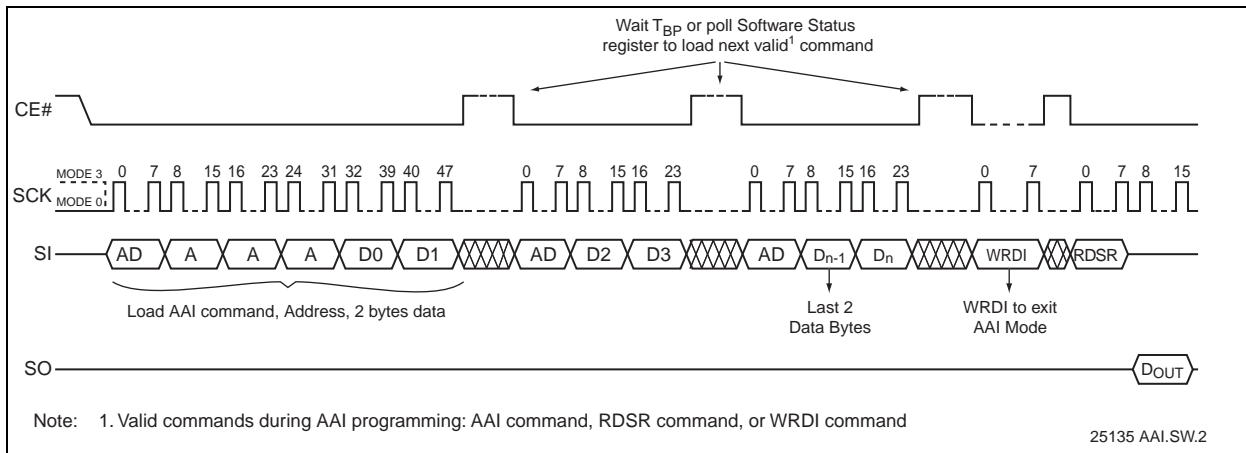 Wait TBP or poll Software Status
register to load next valid1 command
CE#
MODE 3
MODE 0
SCK
0 7 8 15 16 23 24 31 32 39 40 47 0 7 8 15 16 23 0 7 8 15 16 23 0 7 0 7 8 15
SI
AD A A A D0 D1 AD D2 D3 AD Dn-1 Dn WRDI RDSR
Load AAI command, Address, 2 bytes data
Last 2
Data Bytes
WRDI to exit
AAI Mode
SO
DOUT
Note: 1. Valid commands during AAI programming: AAI command, RDSR command, or WRDI command
25135 AAI.SW.2